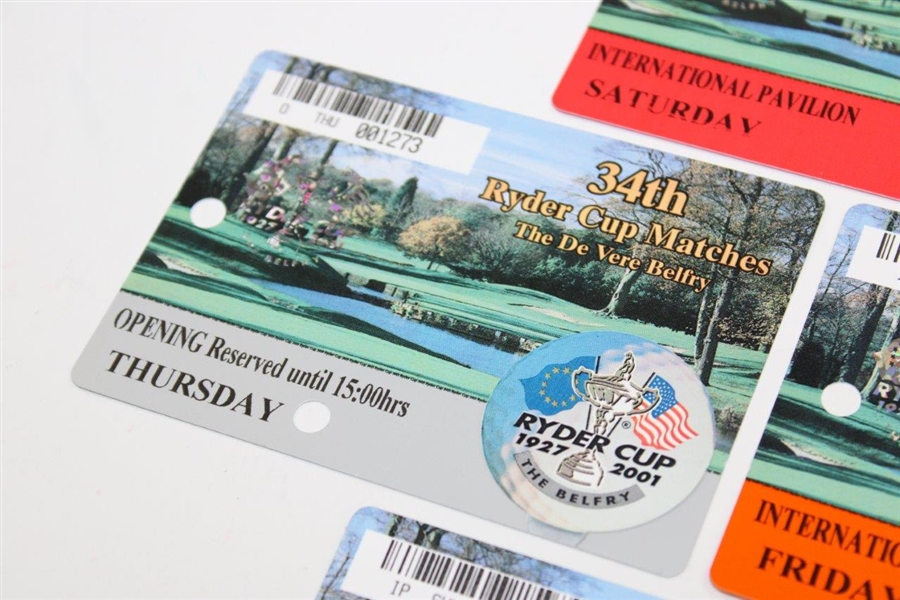 O THU 001273
34th
Ryder Cup Matches
The De Vere Belfry
OPENING Reserved until 15:00hrs
THURSDAY
RYDER CUP
1927 2001
®
THE BELFRY
INTERNATIONAL PAVILION
SATURDAY
INTERNATIO
FRIDAY
IP